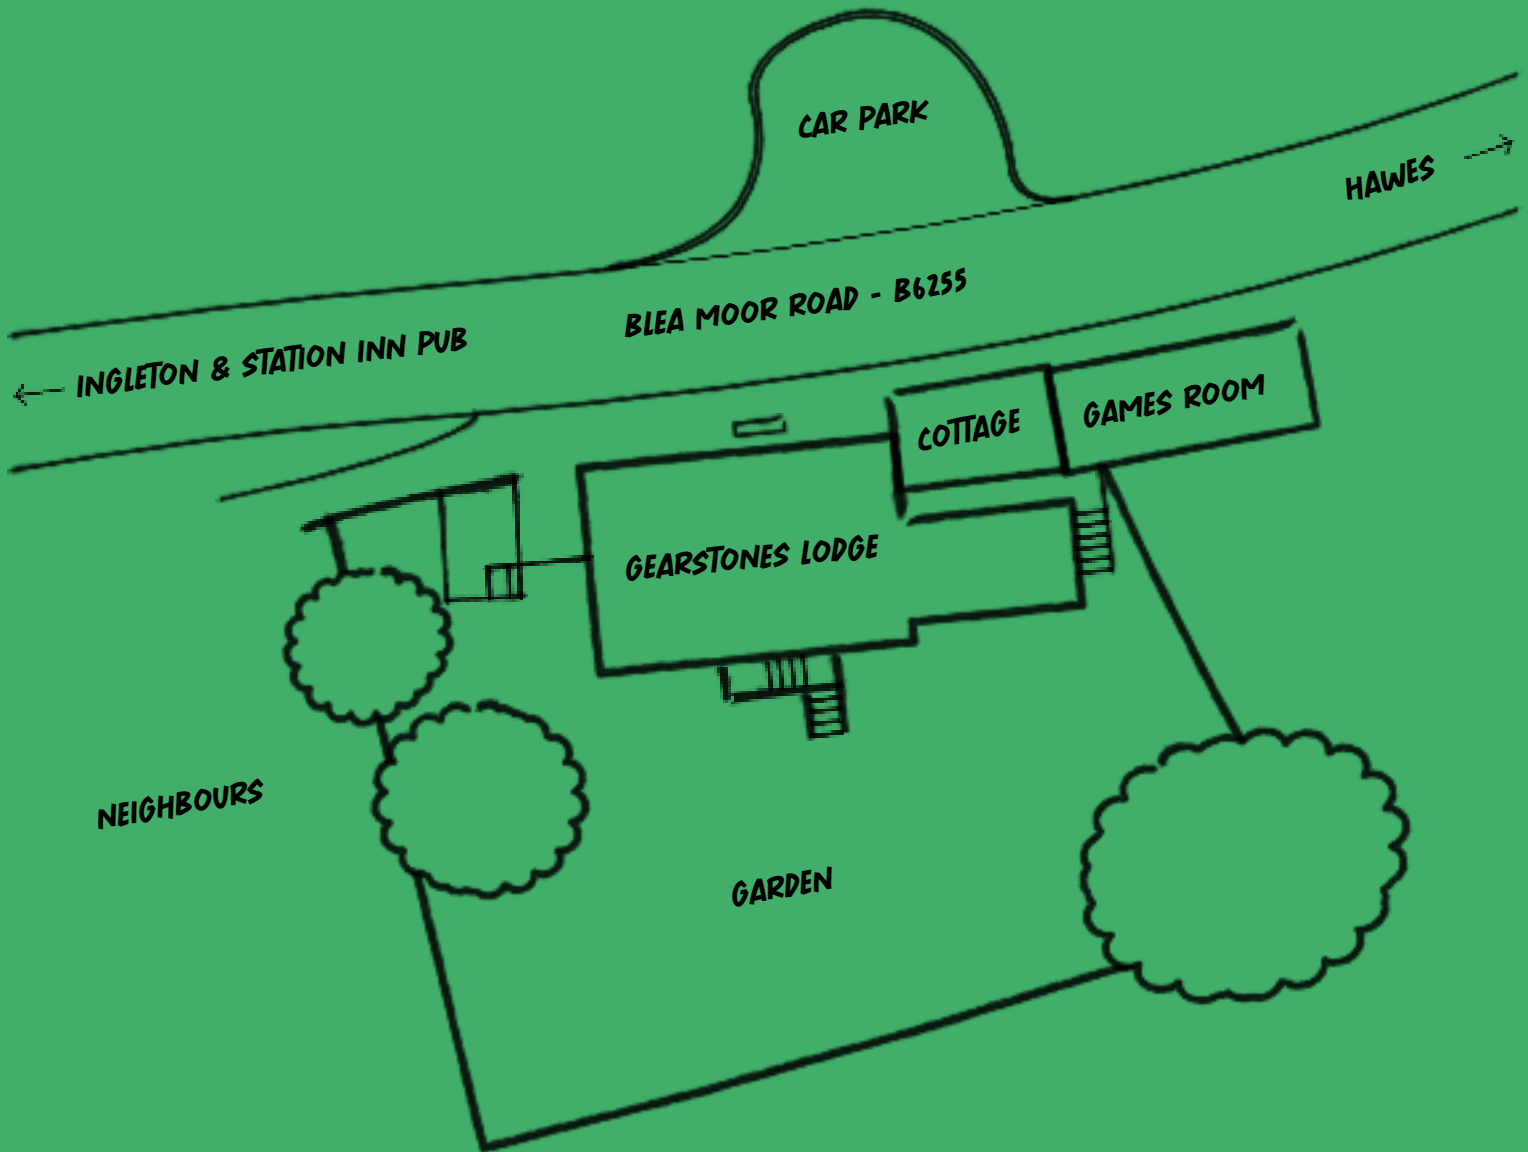 CAR PARK
HAWES →
BLEA MOOR ROAD - B6255
← INGLETON & STATION INN PUB
COTTAGE
GAMES ROOM
GEARSTONES LODGE
NEIGHBOURS
GARDEN